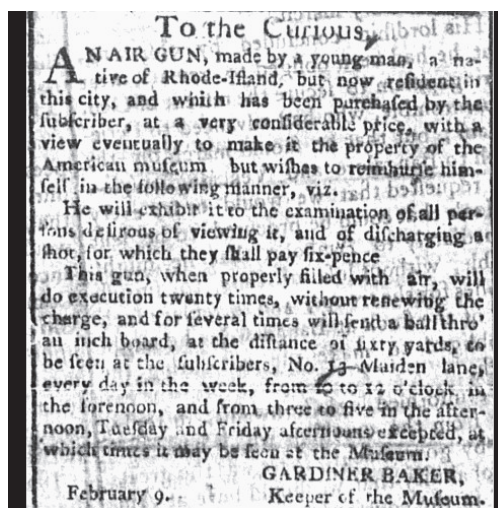 To the Curious,
AN AIR GUN, made by a young man, a na-
tive of Rhode-Iſland, but now reſident in
this city, and which has been purchaſed by the
ſubſcriber, at a very conſiderable price, with a
view eventually to make it the property of the
American muſeum but wiſhes to reimburſe him-
ſelf in the following manner, viz.
He will exhibit it to the examination of all per-
ſons deſirous of viewing it, and of diſcharging a
ſhot, for which they ſhall pay ſix-pence
This gun, when properly filled with air, will
do execution twenty times, without renewing the
charge, and for ſeveral times will ſend a ball thro'
an inch board, at the diſtance of ſixty yards, to
be ſeen at the ſubſcribers, No. 13 Maiden lane,
every day in the week, from 10 to 12 o'clock in
the forenoon, and from three to five in the after-
noon, Tueſday and Friday afternoons excepted, at
which times it may be ſeen at the Muſeum.
GARDINER BAKER,
February 9. Keeper of the Muſeum.